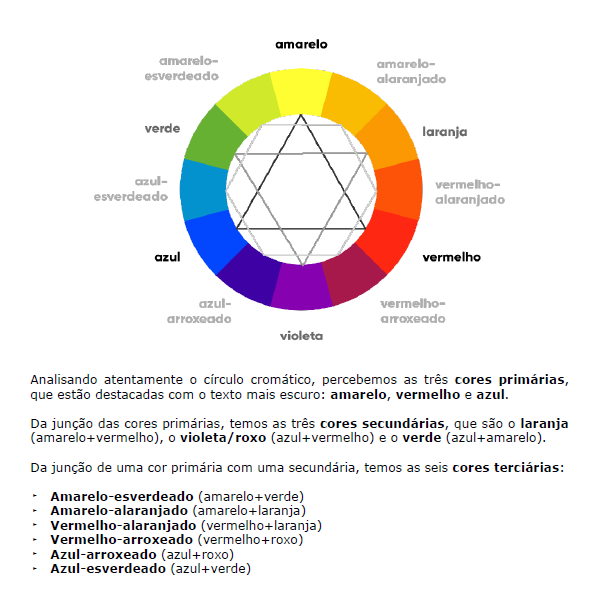 amarelo
amarelo-
esverdeado
amarelo-
alaranjado
verde
laranja
azul-
esverdeado
vermelho-
alaranjado
azul
vermelho
azul-
arroxeado
vermelho-
arroxeado
violeta
Analisando atentamente o círculo cromático, percebemos as três cores primárias,
que estão destacadas com o texto mais escuro: amarelo, vermelho e azul.
Da junção das cores primárias, temos as três cores secundárias, que são o laranja
(amarelo+vermelho), o violeta/roxo (azul+vermelho) e o verde (azul+amarelo).
Da junção de uma cor primária com uma secundária, temos as seis cores terciárias:
► Amarelo-esverdeado (amarelo+verde)
► Amarelo-alaranjado (amarelo+laranja)
► Vermelho-alaranjado (vermelho+laranja)
► Vermelho-arroxeado (vermelho+roxo)
► Azul-arroxeado (azul+roxo)
► Azul-esverdeado (azul+verde)